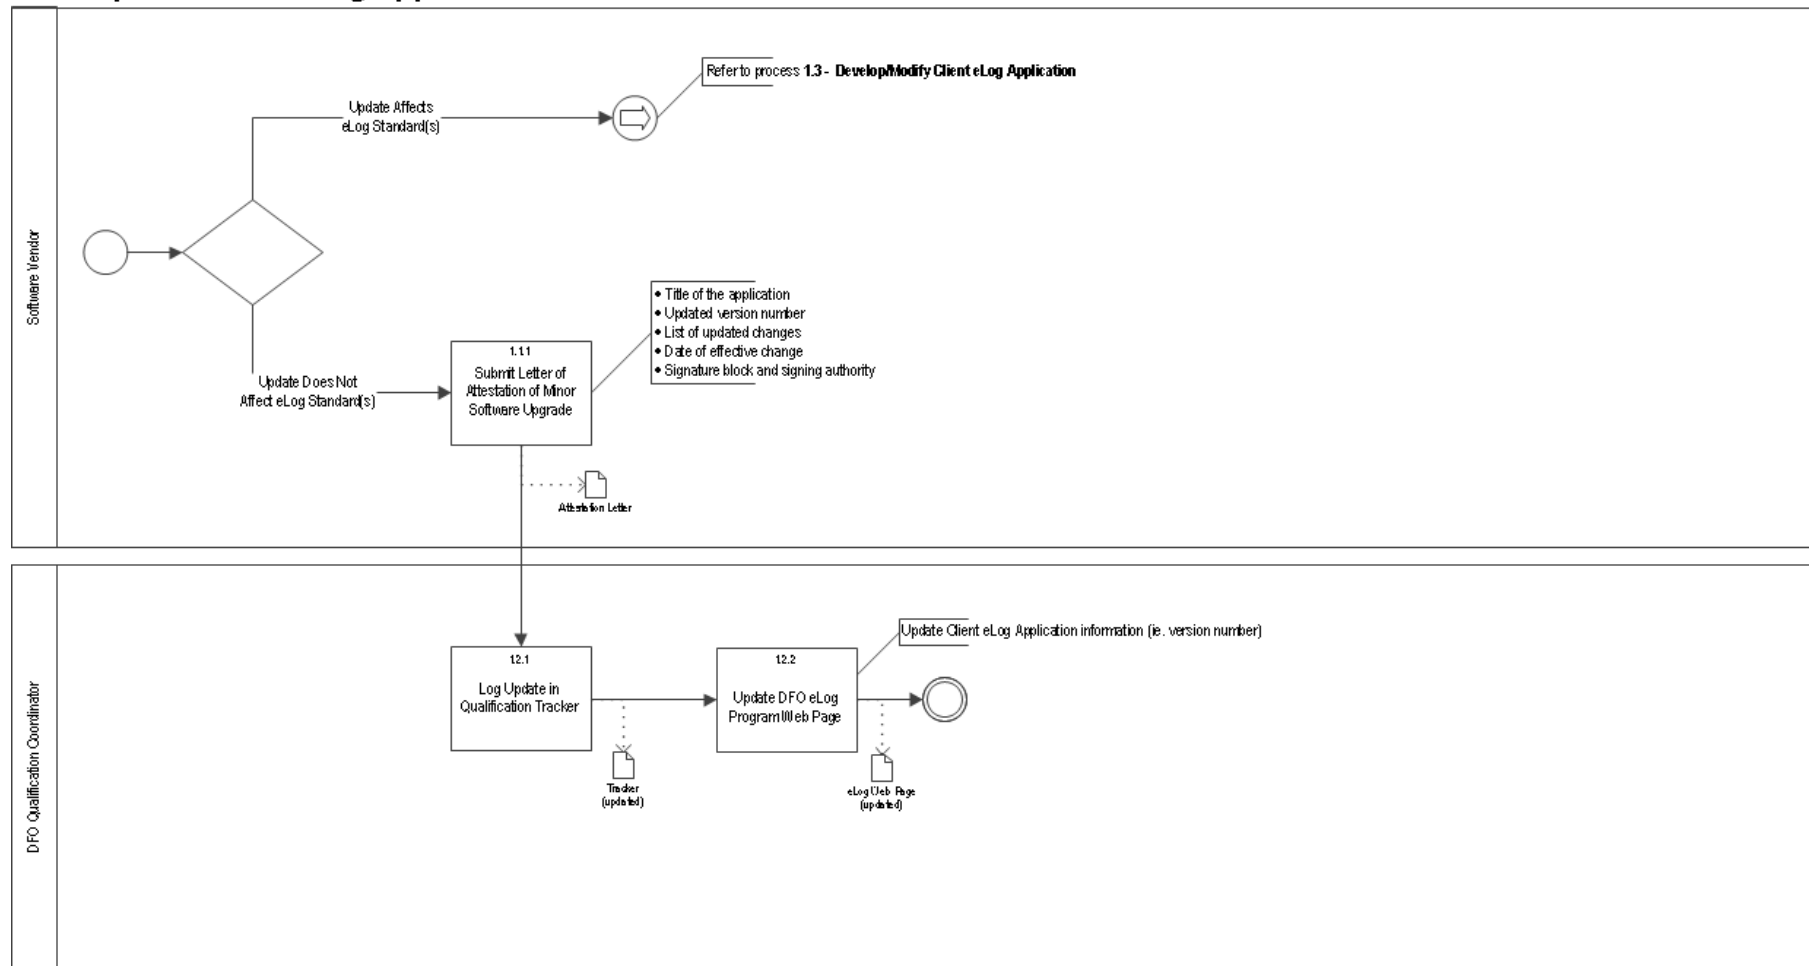 Software Vendor
Refer to process 1.3 - Develop/Modify Client eLog Application
Update Affects
eLog Standard(s)
• Title of the application
• Updated version number
• List of updated changes
• Date of effective change
• Signature block and signing authority
1.1.1
Submit Letter of
Attestation of Minor
Software Upgrade
Update Does Not
Affect eLog Standard(s)
Attestation Letter
DFO Qualification Coordinator
Update Client eLog Application information (ie. version number)
1.2.1
Log Update in
Qualification Tracker
1.2.2
Update DFO eLog
Program Web Page
Tracker
(updated)
eLog Web Page
(updated)